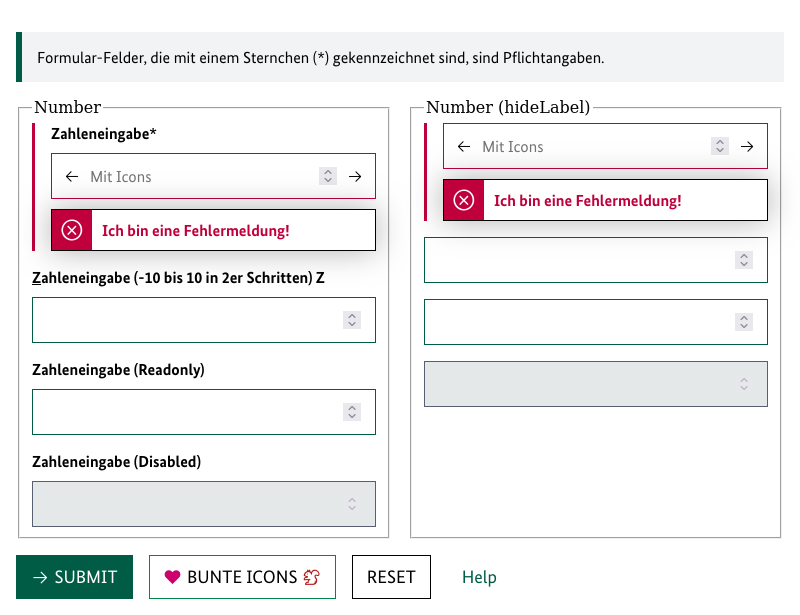 Formular-Felder, die mit einem Sternchen (*) gekennzeichnet sind, sind Pflichtangaben.
Number
Zahleneingabe*
Mit Icons
Ich bin eine Fehlermeldung!
Zahleneingabe (-10 bis 10 in 2er Schritten) Z
Zahleneingabe (Readonly)
Zahleneingabe (Disabled)
Number (hideLabel)
Mit Icons
Ich bin eine Fehlermeldung!
SUBMIT
BUNTE ICONS
RESET
Help